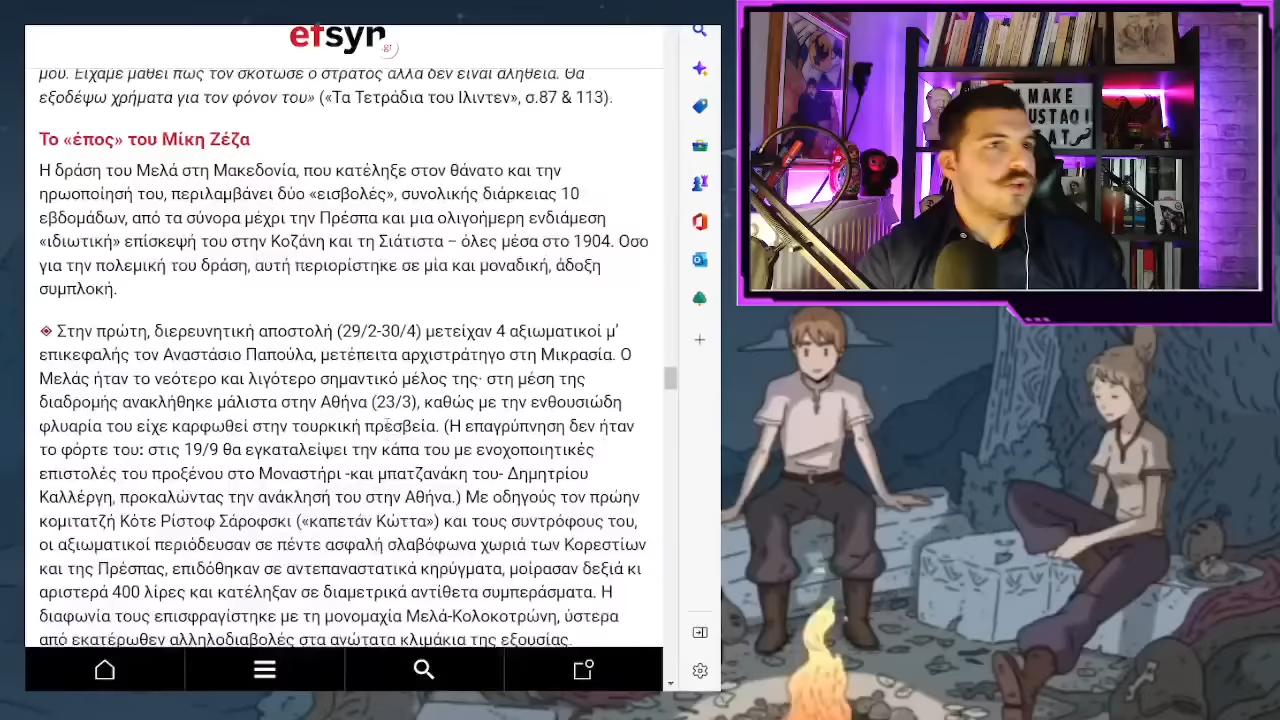 efsyn.gr
μου. Είχαμε μάθει πως τον σκότωσε ο στρατός αλλά δεν είναι αλήθεια. Θα
εξοδέψω χρήματα για τον φόνον του» («Τα Τετράδια του Ιλιντεν», σ.87 & 113).
Το «έπος» του Μίκη Ζέζα
Η δράση του Μελά στη Μακεδονία, που κατέληξε στον θάνατο και την
ηρωοποίησή του, περιλαμβάνει δύο «εισβολές», συνολικής διάρκειας 10
εβδομάδων, από τα σύνορα μέχρι την Πρέσπα και μια ολιγοήμερη ενδιάμεση
«ιδιωτική» επίσκεψή του στην Κοζάνη και τη Σιάτιστα – όλες μέσα στο 1904. Οσο
για την πολεμική του δράση, αυτή περιορίστηκε σε μία και μοναδική, άδοξη
συμπλοκή.
Στην πρώτη, διερευνητική αποστολή (29/2-30/4) μετείχαν 4 αξιωματικοί μ’
επικεφαλής τον Αναστάσιο Παπούλα, μετέπειτα αρχιστράτηγο στη Μικρασία. Ο
Μελάς ήταν το νεότερο και λιγότερο σημαντικό μέλος της· στη μέση της
διαδρομής ανακλήθηκε μάλιστα στην Αθήνα (23/3), καθώς με την ενθουσιώδη
φλυαρία του είχε καρφωθεί στην τουρκική πρεσβεία. (Η επαγρύπνηση δεν ήταν
το φόρτε του: στις 19/9 θα εγκαταλείψει την κάπα του με ενοχοποιητικές
επιστολές του προξένου στο Μοναστήρι -και μπατζανάκη του- Δημητρίου
Καλλέργη, προκαλώντας την ανάκλησή του στην Αθήνα.) Με οδηγούς τον πρώην
κομιτατζή Κότε Ρίστοφ Σάροφσκι («καπετάν Κώττα») και τους συντρόφους του,
οι αξιωματικοί περιόδευσαν σε πέντε ασφαλή σλαβόφωνα χωριά των Κορεστίων
και της Πρέσπας, επιδόθηκαν σε αντεπαναστατικά κηρύγματα, μοίρασαν δεξιά κι
αριστερά 400 λίρες και κατέληξαν σε διαμετρικά αντίθετα συμπεράσματα. Η
διαφωνία τους επισφραγίστηκε με τη μονομαχία Μελά-Κολοκοτρώνη, ύστερα
από εκατέρωθεν αλληλοδιαβολές στα ανώτατα κλιμάκια της εξουσίας.
MAKE